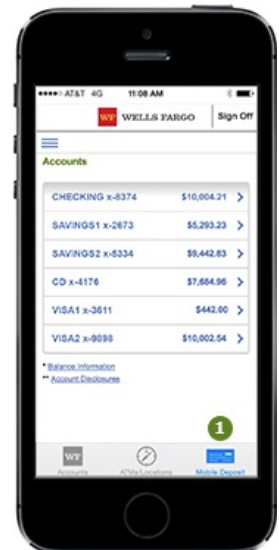 AT&T 4G 11:08 AM
WF WELLS FARGO Sign Off
Accounts
CHECKING x-8374 $10,004.21
SAVINGS1 x-2673 $5,293.23
SAVINGS2 x-5334 $9,442.83
CD x-4176 $7,684.96
VISA1 x-3611 $442.00
VISA2 x-9898 $10,002.54
* Balance Information
** Account Disclosures
1
WF
Accounts ATMs/Locations Mobile Deposit